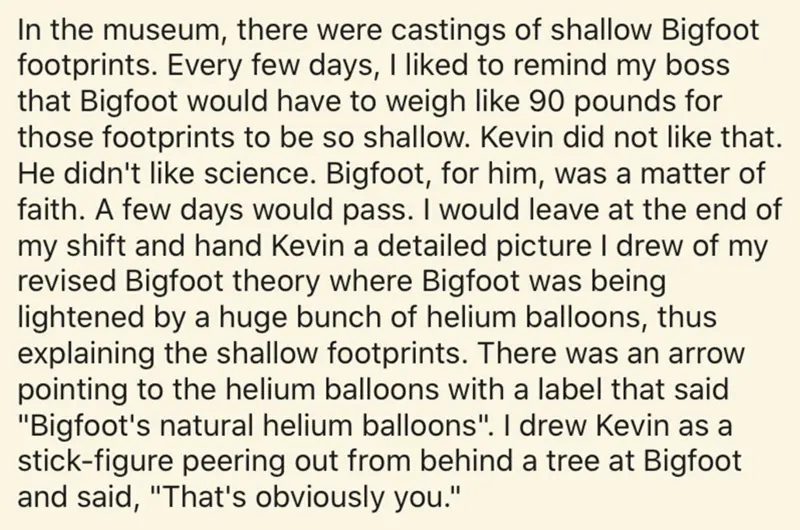 In the museum, there were castings of shallow Bigfoot
footprints. Every few days, I liked to remind my boss
that Bigfoot would have to weigh like 90 pounds for
those footprints to be so shallow. Kevin did not like that.
He didn't like science. Bigfoot, for him, was a matter of
faith. A few days would pass. I would leave at the end of
my shift and hand Kevin a detailed picture I drew of my
revised Bigfoot theory where Bigfoot was being
lightened by a huge bunch of helium balloons, thus
explaining the shallow footprints. There was an arrow
pointing to the helium balloons with a label that said
"Bigfoot's natural helium balloons". I drew Kevin as a
stick-figure peering out from behind a tree at Bigfoot
and said, "That's obviously you."